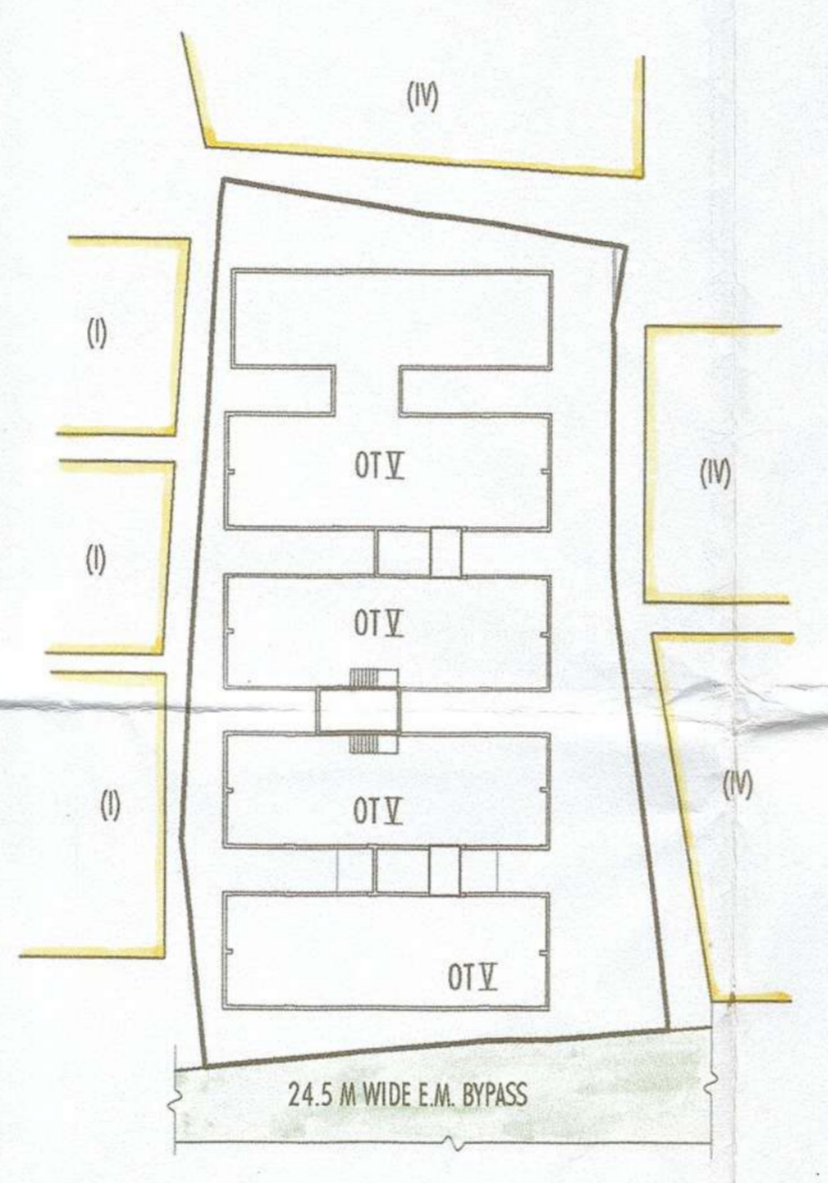 (IV)
(I)
OT V
(IV)
(I)
OT V
(IV)
(I)
OT V
OT V
24.5 M WIDE E.M. BYPASS